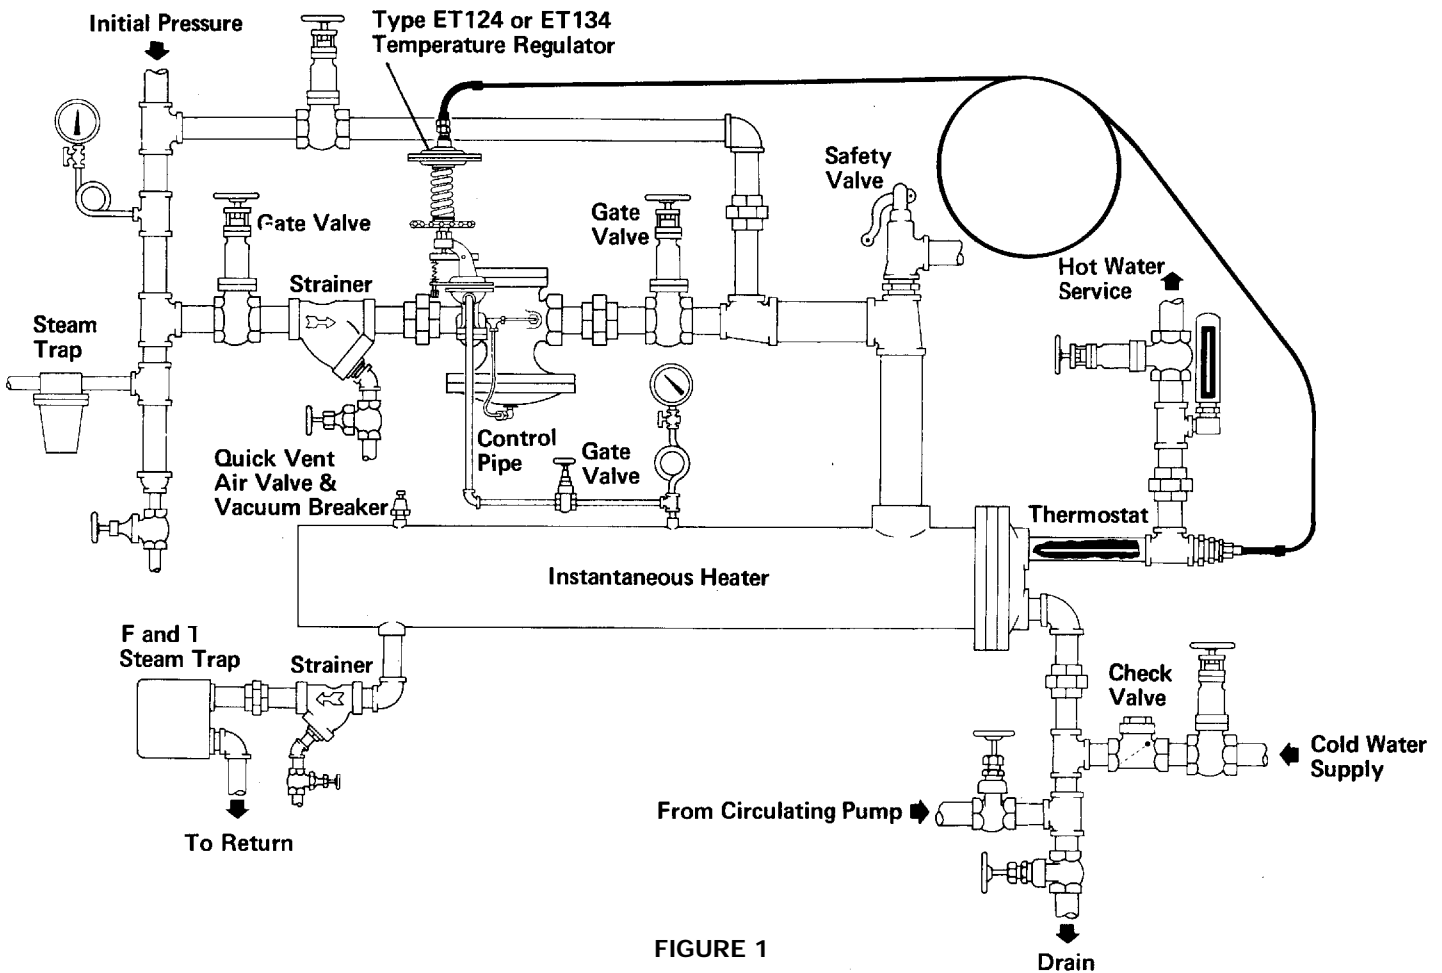 Initial Pressure
Type ET124 or ET134
Temperature Regulator
Safety
Valve
Gate Valve
Gate
Valve
Strainer
Hot Water
Service
Steam
Trap
Control
Pipe
Gate
Valve
Quick Vent
Air Valve &
Vacuum Breaker
Thermostat
Instantaneous Heater
F and T
Steam Trap
Strainer
Check
Valve
Cold Water
Supply
From Circulating Pump
To Return
FIGURE 1
Drain